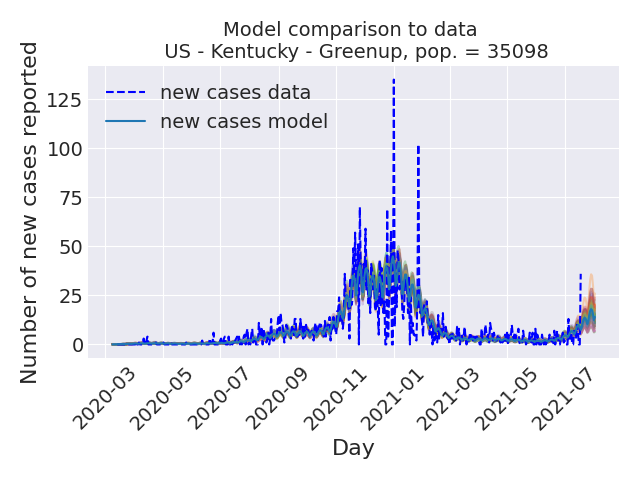 Model comparison to data
US - Kentucky - Greenup, pop. = 35098
Number of new cases reported
new cases data
new cases model
125
100
75
50
25
0
2020-03
2020-05
2020-07
2020-09
2020-11
2021-01
2021-03
2021-05
2021-07
Day